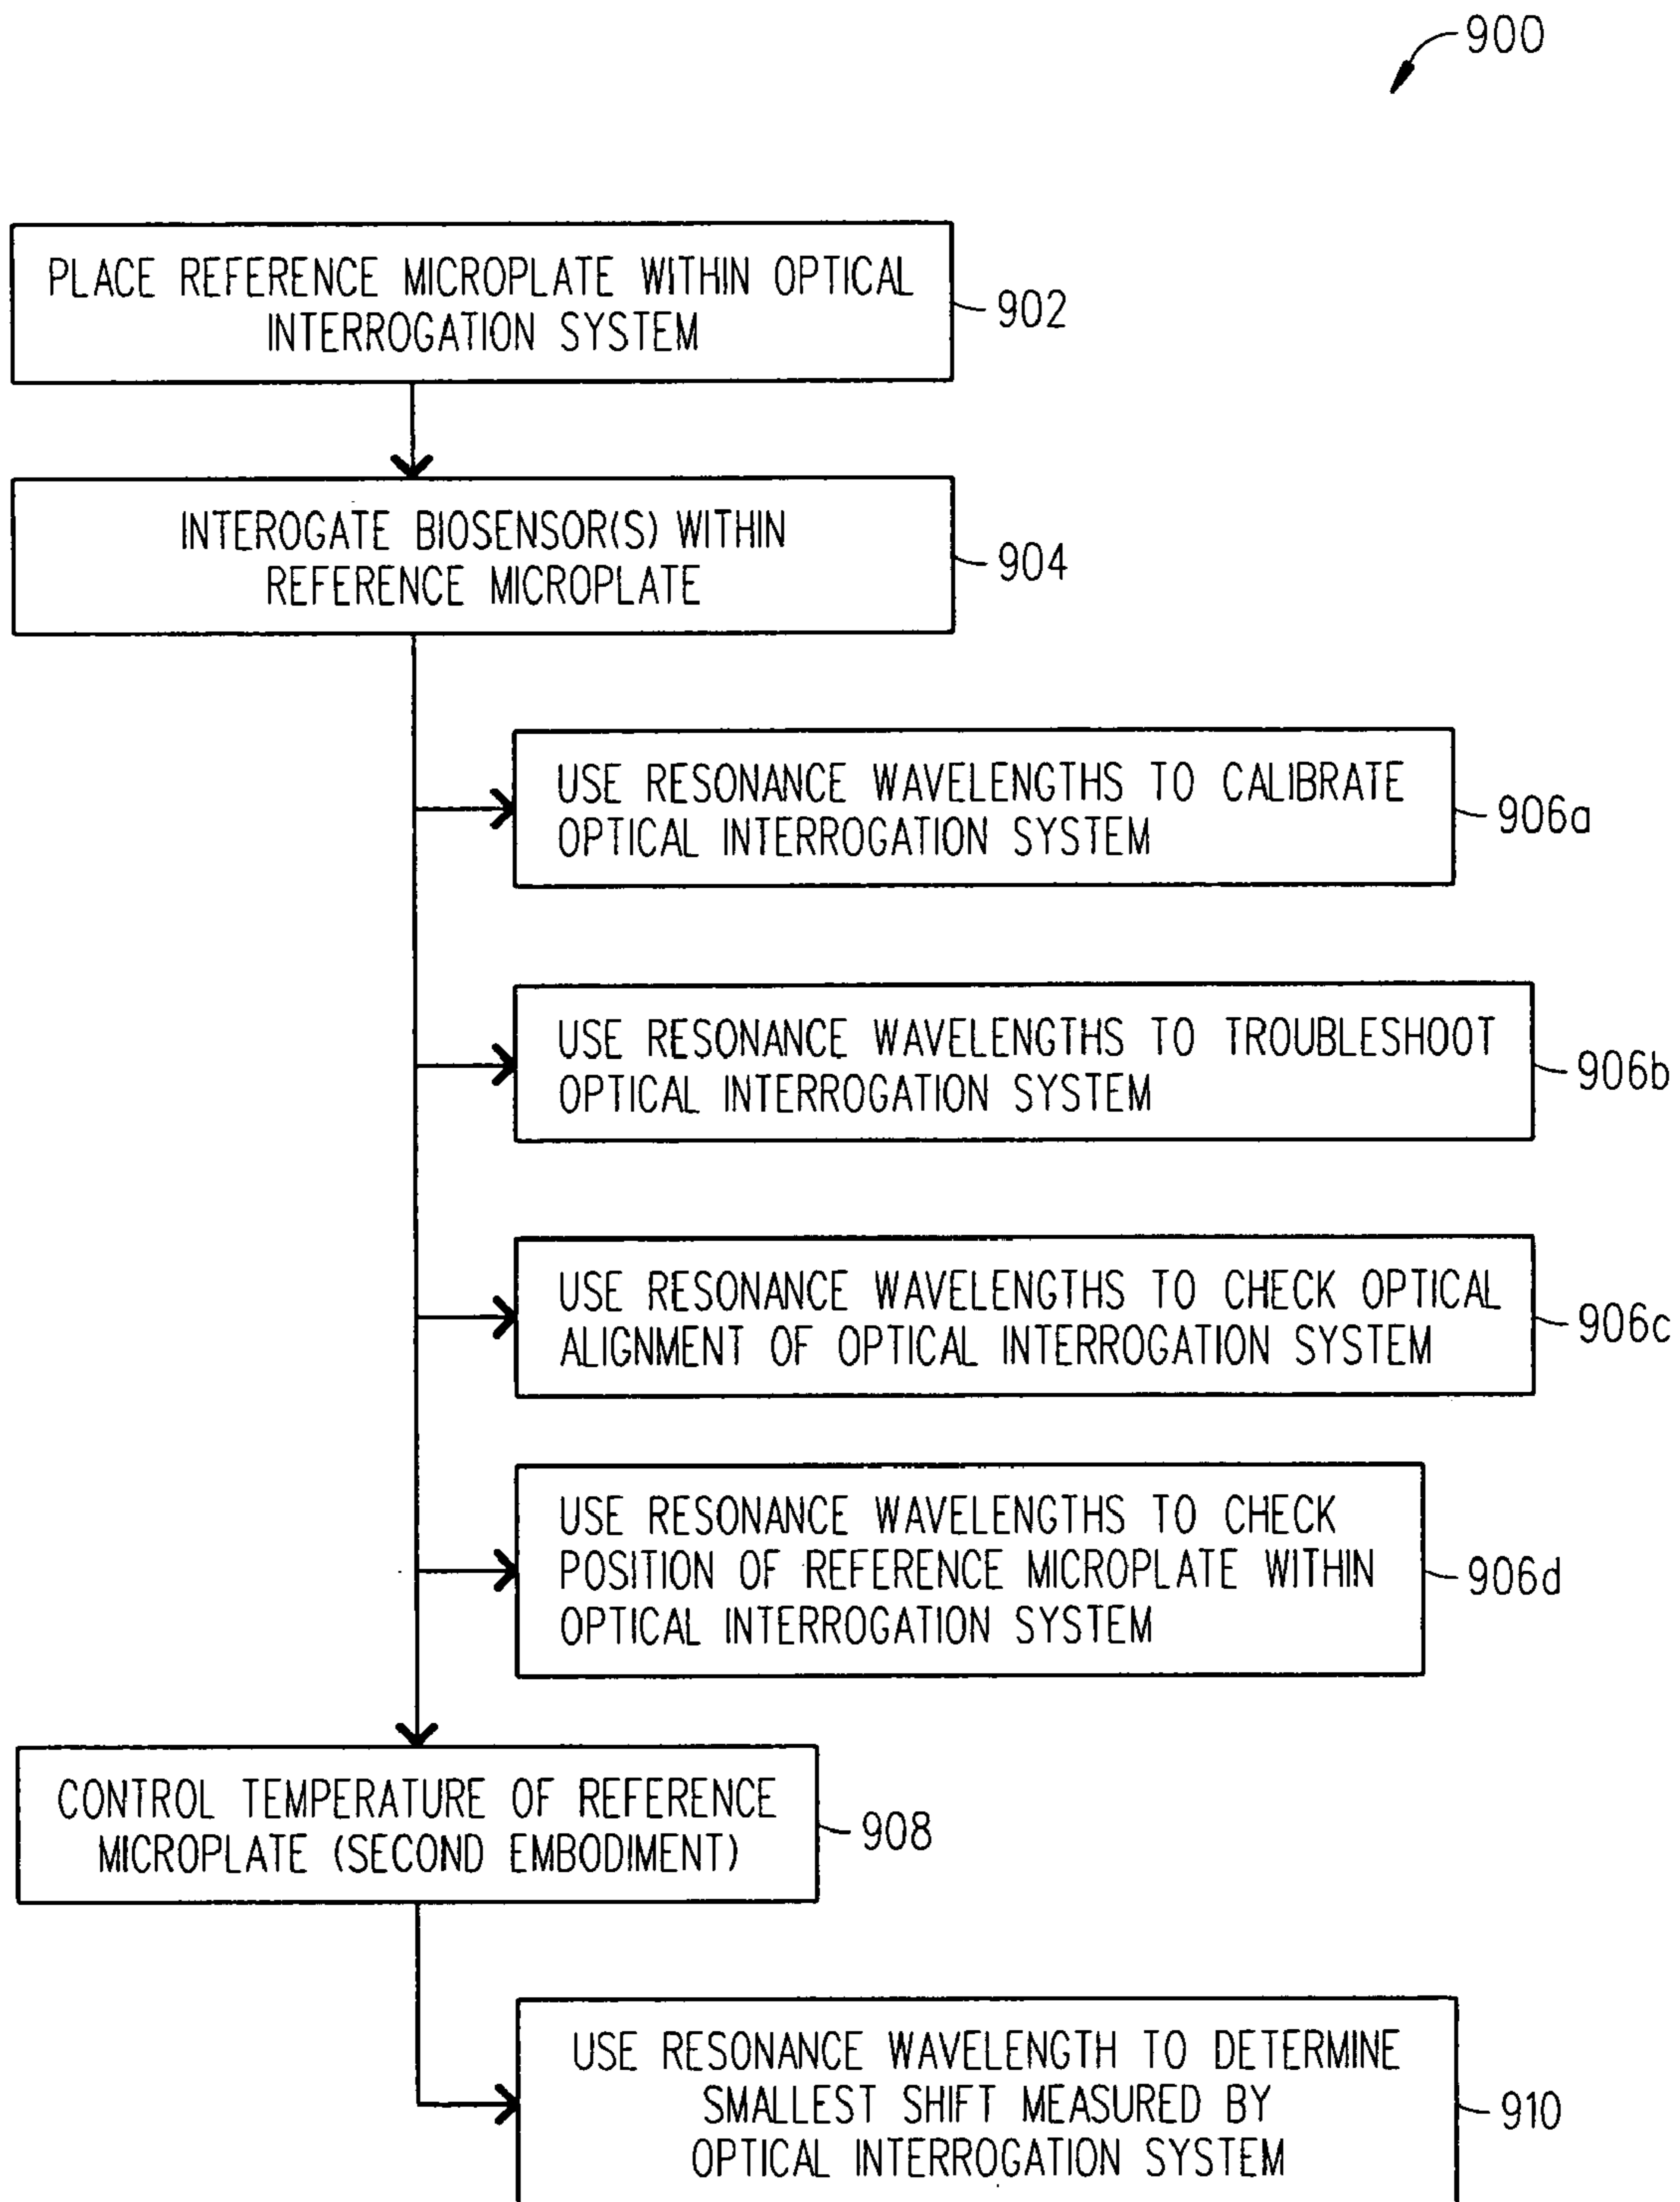 900
PLACE REFERENCE MICROPLATE WITHIN OPTICAL
INTERROGATION SYSTEM
902
INTEROGATE BIOSENSOR(S) WITHIN
REFERENCE MICROPLATE
904
USE RESONANCE WAVELENGTHS TO CALIBRATE
OPTICAL INTERROGATION SYSTEM
906a
USE RESONANCE WAVELENGTHS TO TROUBLESHOOT
OPTICAL INTERROGATION SYSTEM
906b
USE RESONANCE WAVELENGTHS TO CHECK OPTICAL
ALIGNMENT OF OPTICAL INTERROGATION SYSTEM
906c
USE RESONANCE WAVELENGTHS TO CHECK
POSITION OF REFERENCE MICROPLATE WITHIN
OPTICAL INTERROGATION SYSTEM
906d
CONTROL TEMPERATURE OF REFERENCE
MICROPLATE (SECOND EMBODIMENT)
908
USE RESONANCE WAVELENGTH TO DETERMINE
SMALLEST SHIFT MEASURED BY
OPTICAL INTERROGATION SYSTEM
910